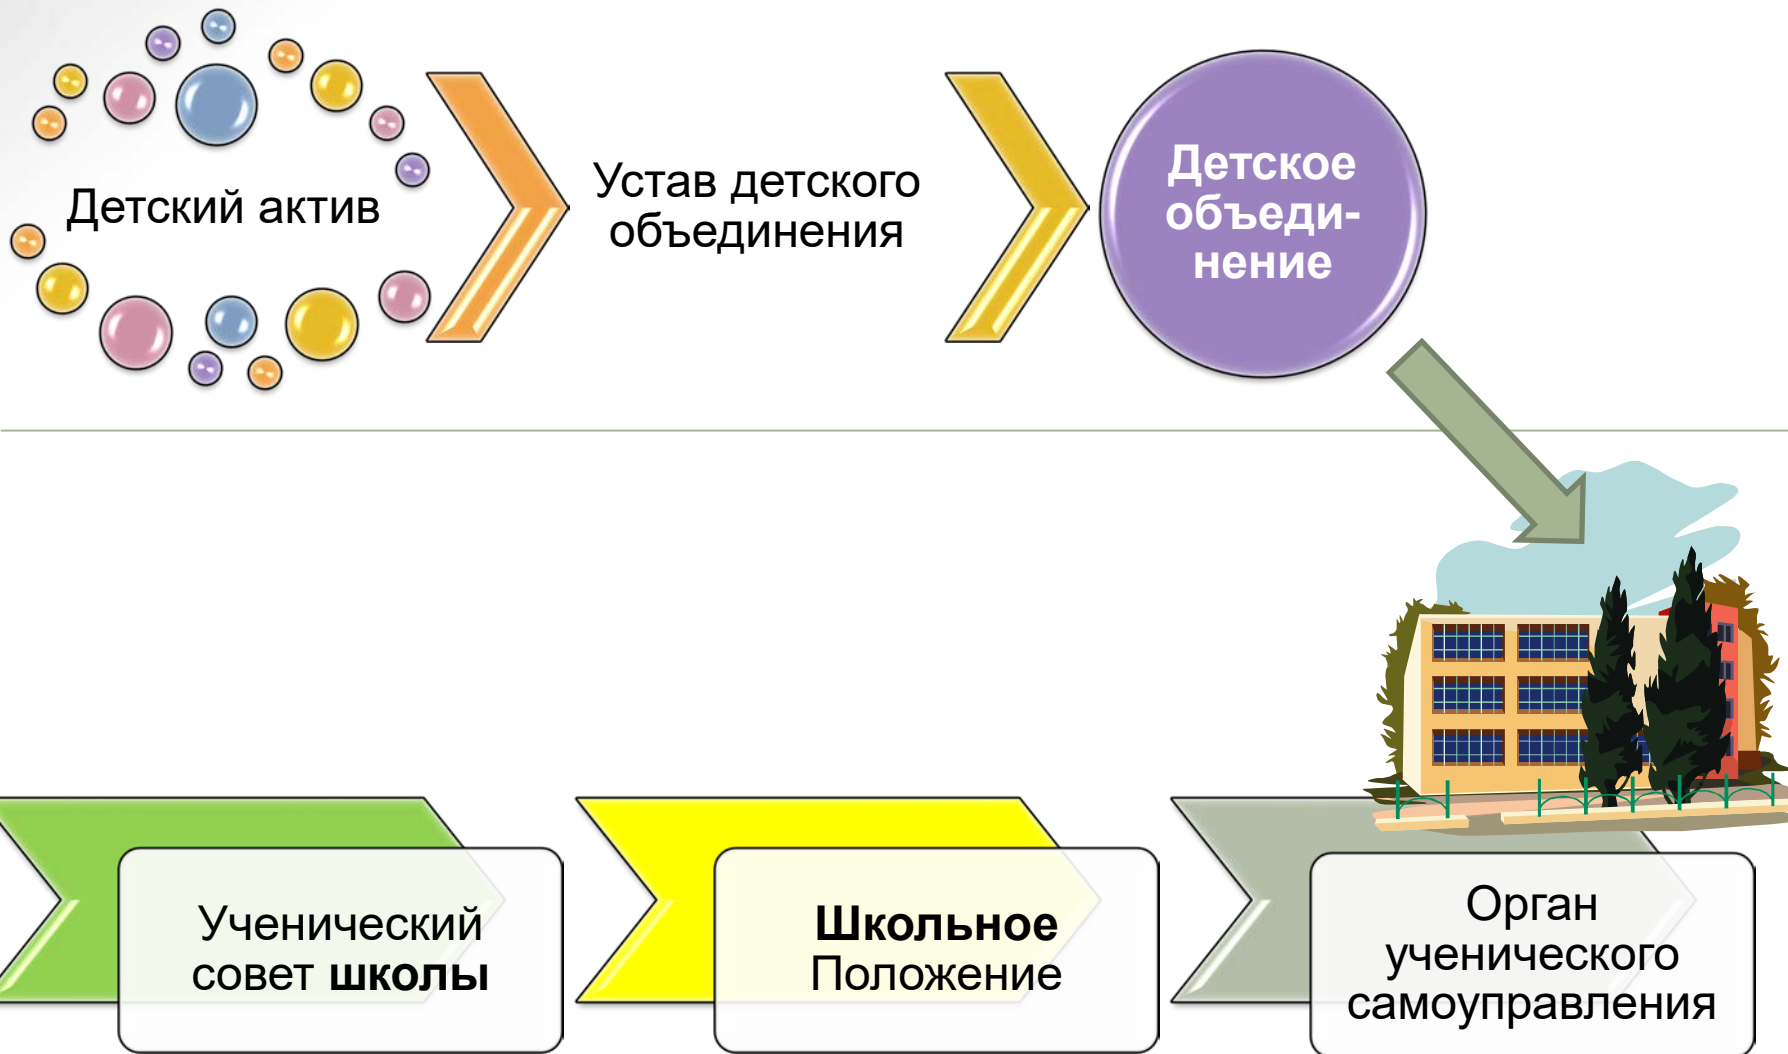 Детский актив
Устав детского
объединения
Детское
объеди-
нение
Ученический
совет школы
Школьное
Положение
Орган
ученического
самоуправления